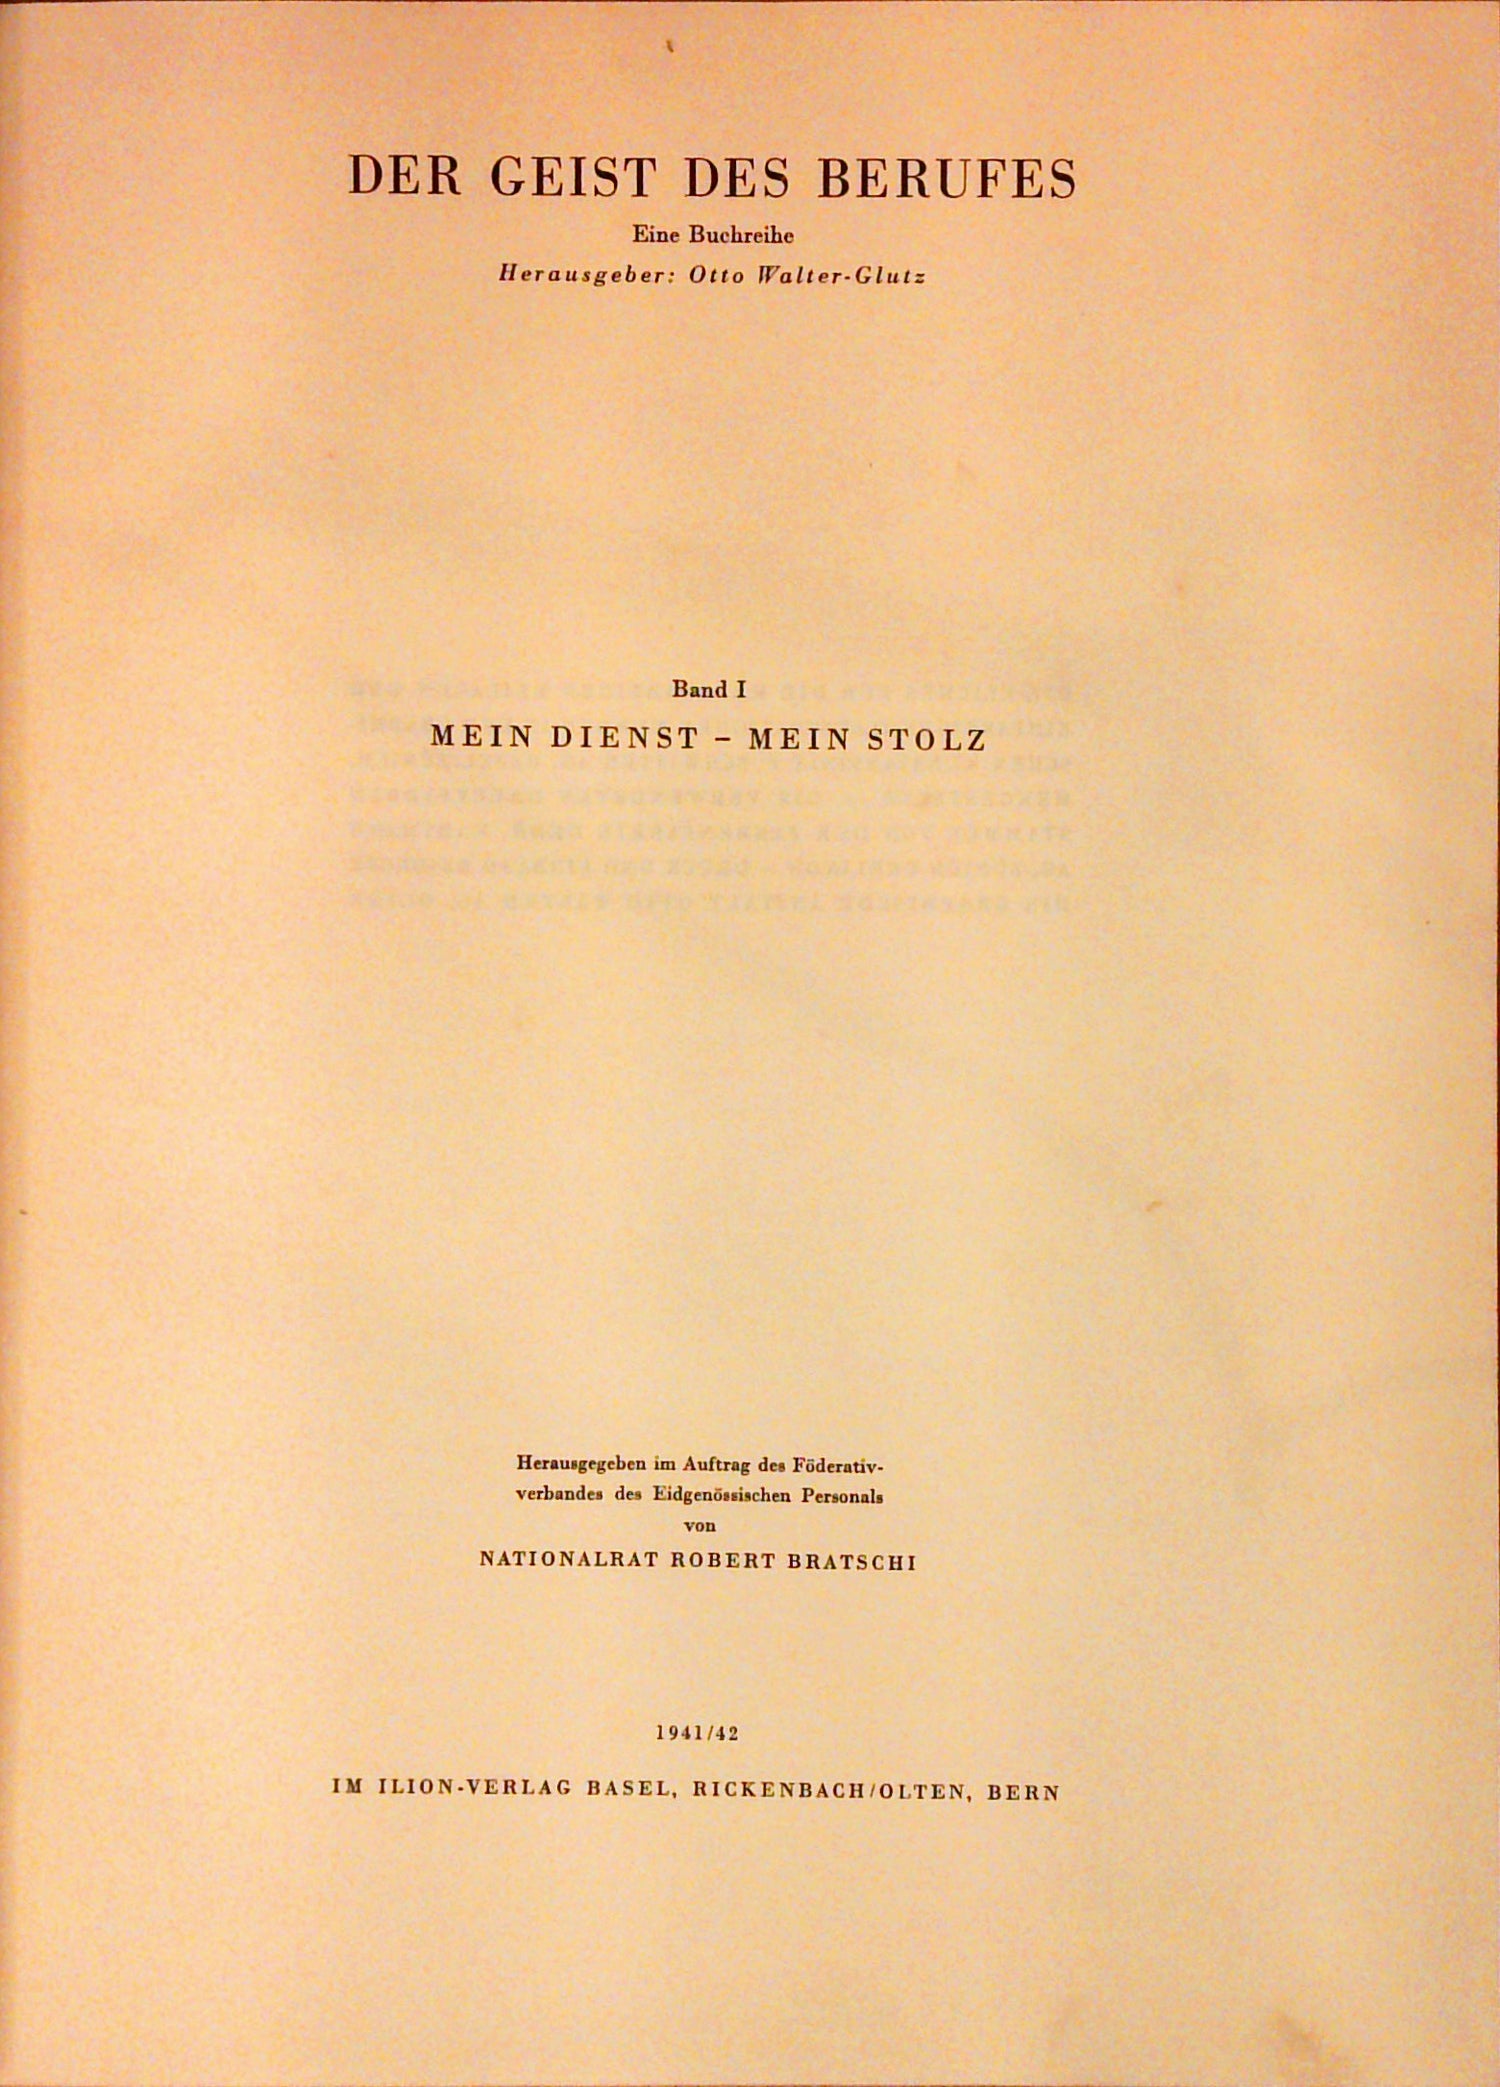 DER GEIST DES BERUFES
Eine Buchreihe
Herausgeber: Otto Walter-Glutz
Band I
MEIN DIENST – MEIN STOLZ
Herausgegeben im Auftrag des Föderativ-
verbandes des Eidgenössischen Personals
von
NATIONALRAT ROBERT BRATSCHI
1941/42
IM ILION-VERLAG BASEL, RICKENBACH/OLTEN, BERN